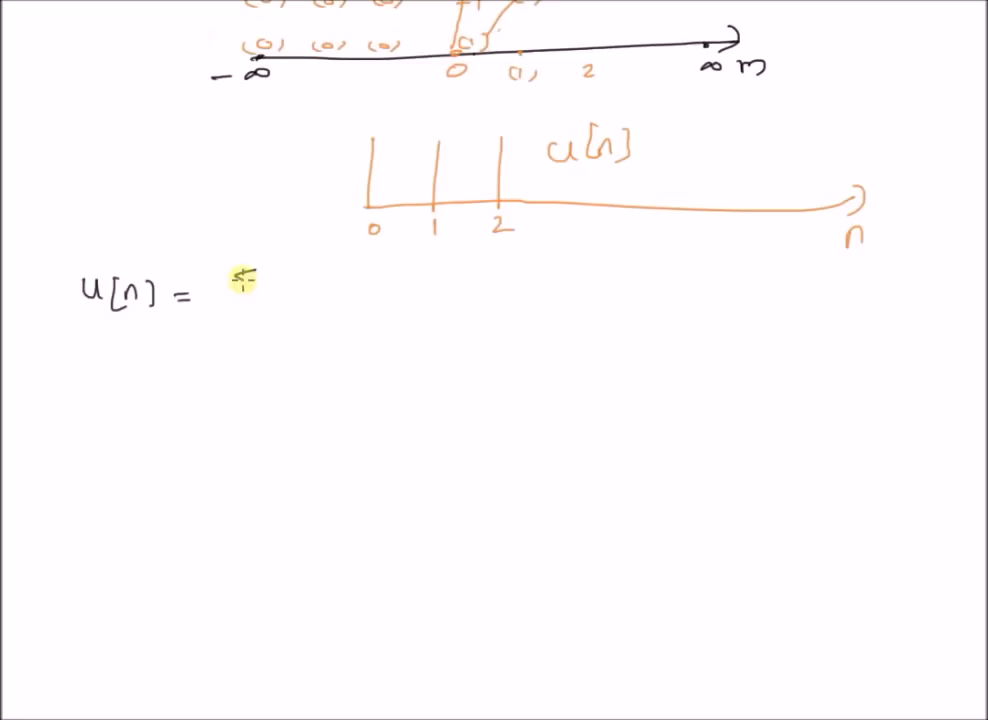 (0) (0) (0) (1)
-∞ 0 (1) 2 ∞ m
u[n]
0 1 2 n
u[n] =